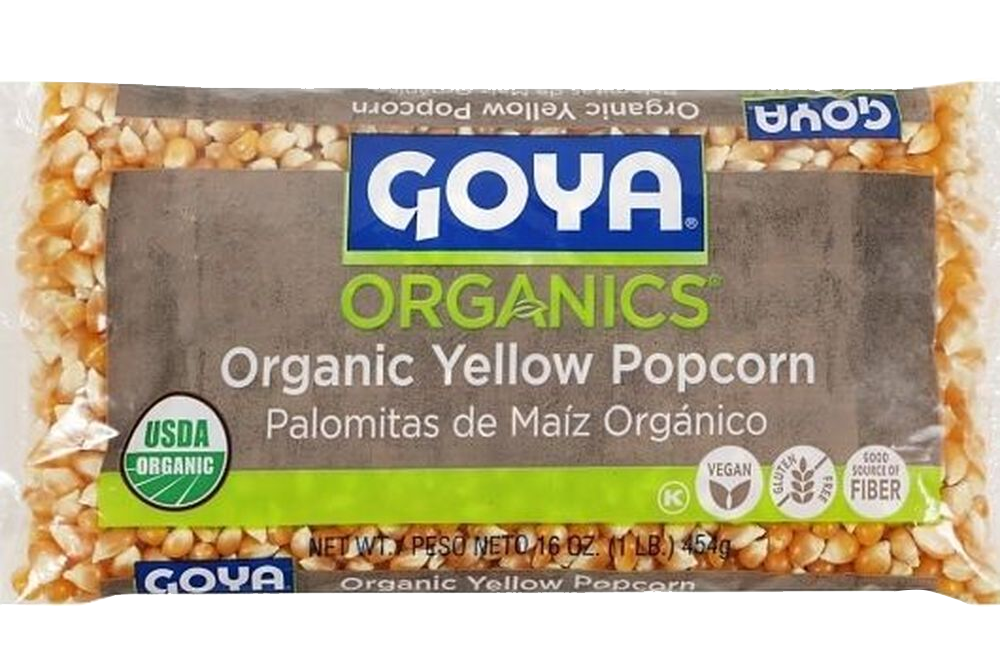 Organic Yellow Popcorn
GOYA
GOYA®
ORGANICS®
Organic Yellow Popcorn
Palomitas de Maíz Orgánico
USDA
ORGANIC
K
VEGAN
GLUTEN FREE
GOOD
SOURCE OF
FIBER
NET WT./ PESO NETO 16 OZ. (1 LB.) 454g
GOYA
Organic Yellow Popcorn